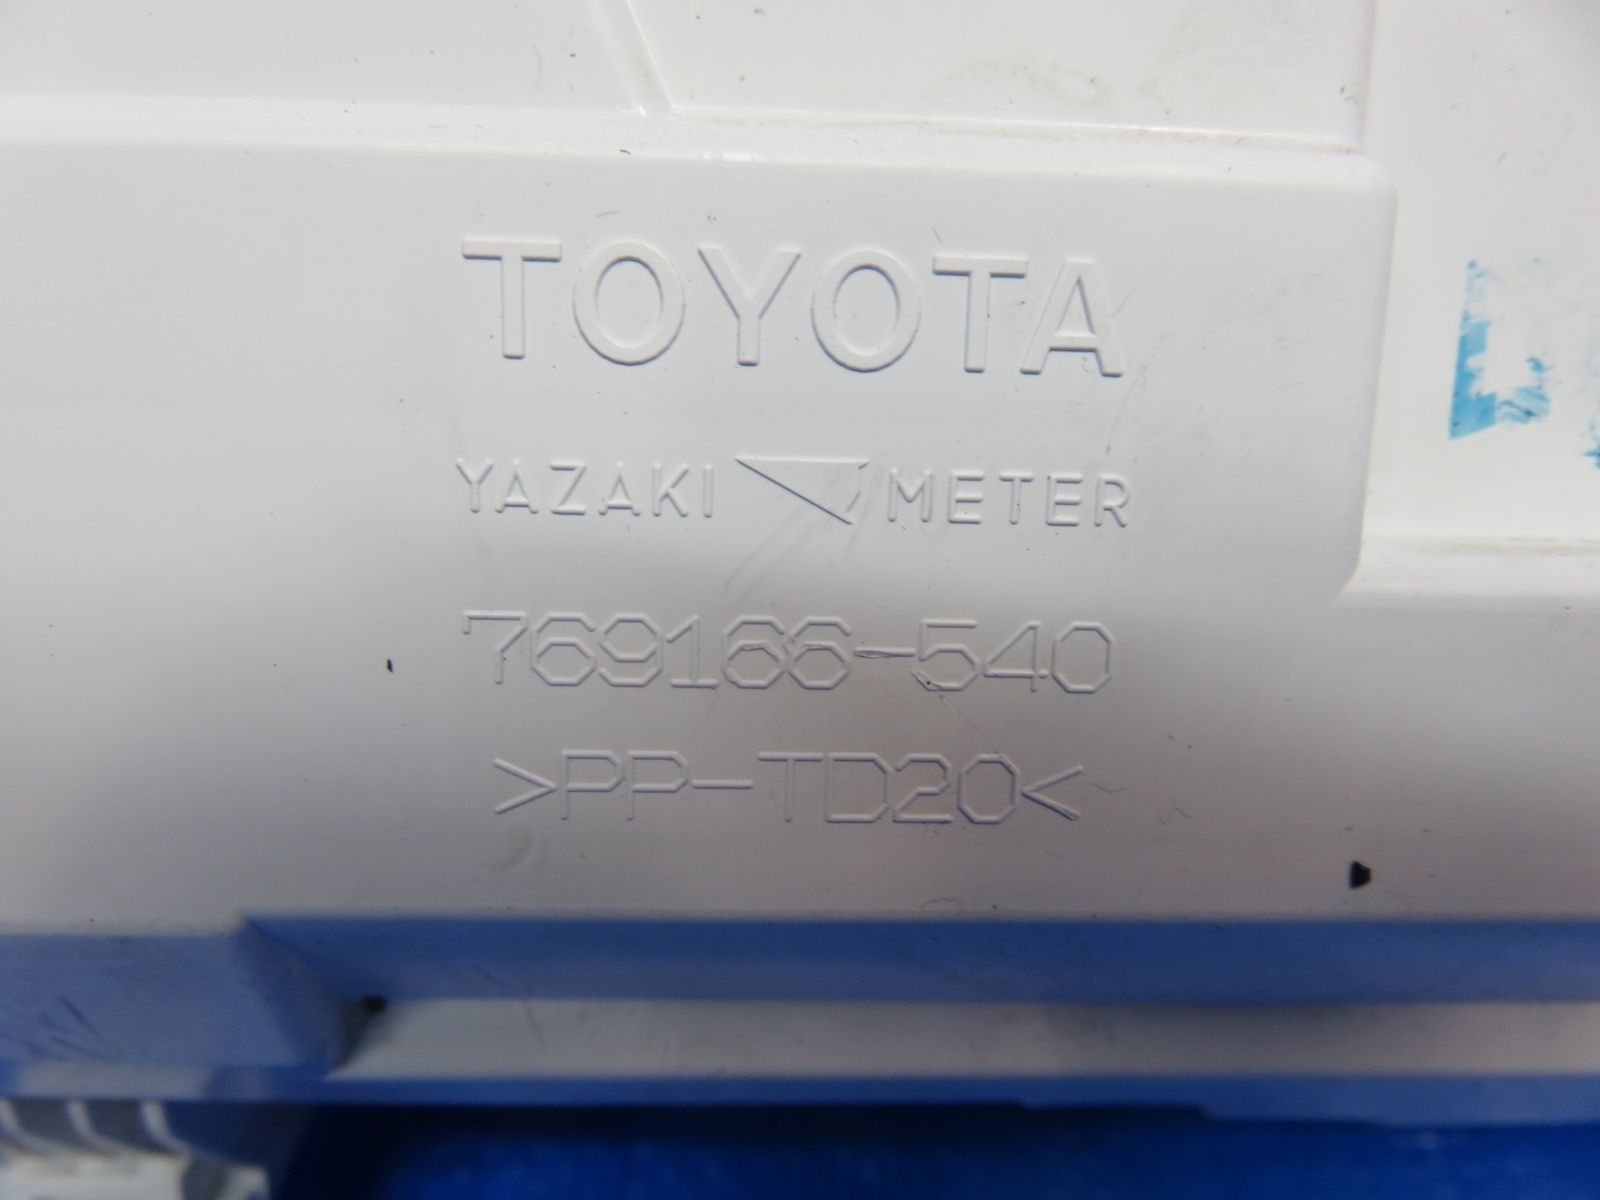 TOYOTA
YAZAKI METER
769166-540
>PP-TD20<